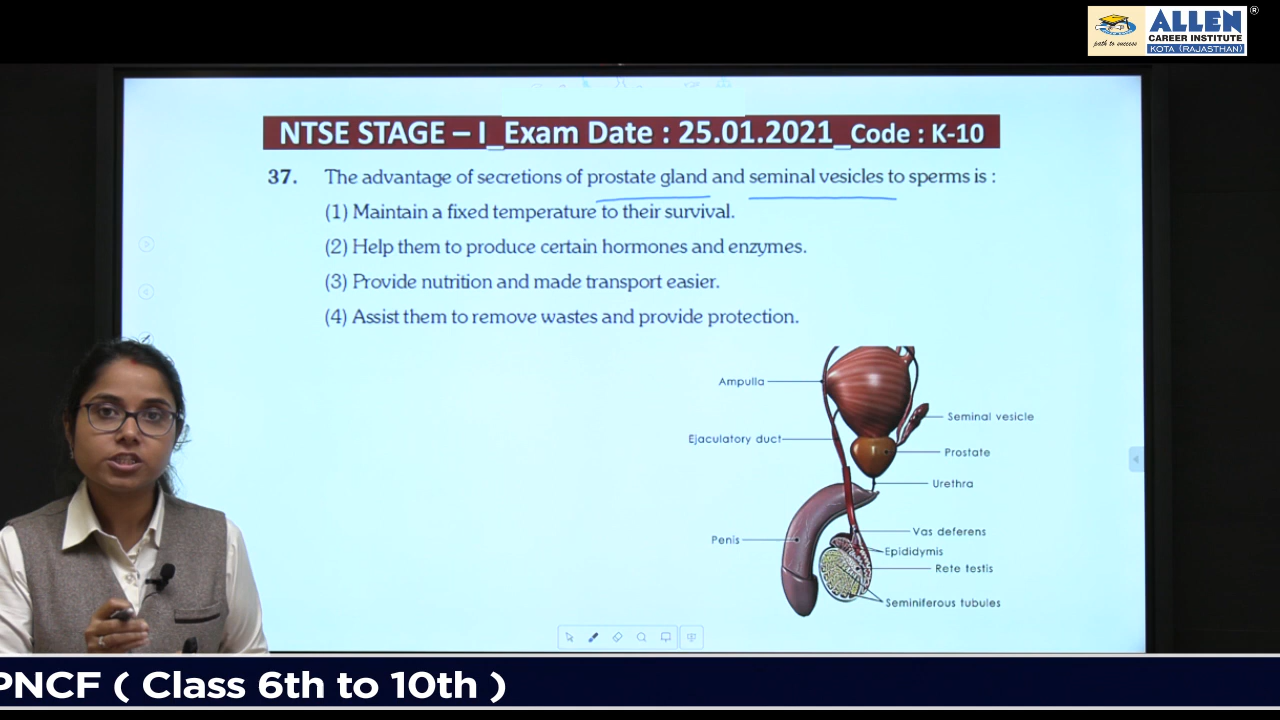 ALLEN
CAREER INSTITUTE
KOTA (RAJASTHAN)
path to success
®
NTSE STAGE – I_Exam Date : 25.01.2021_Code : K-10
37. The advantage of secretions of prostate gland and seminal vesicles to sperms is :
(1) Maintain a fixed temperature to their survival.
(2) Help them to produce certain hormones and enzymes.
(3) Provide nutrition and made transport easier.
(4) Assist them to remove wastes and provide protection.
Ampulla
Seminal vesicle
Ejaculatory duct
Prostate
Urethra
Vas deferens
Penis
Epididymis
Rete testis
Seminiferous tubules
PNCF ( Class 6th to 10th )